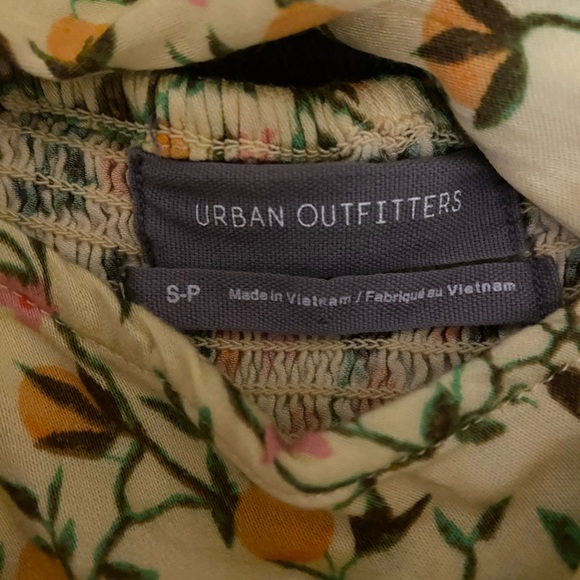 URBAN OUTFITTERS
S-P Made in Vietnam / Fabriqué au Vietnam